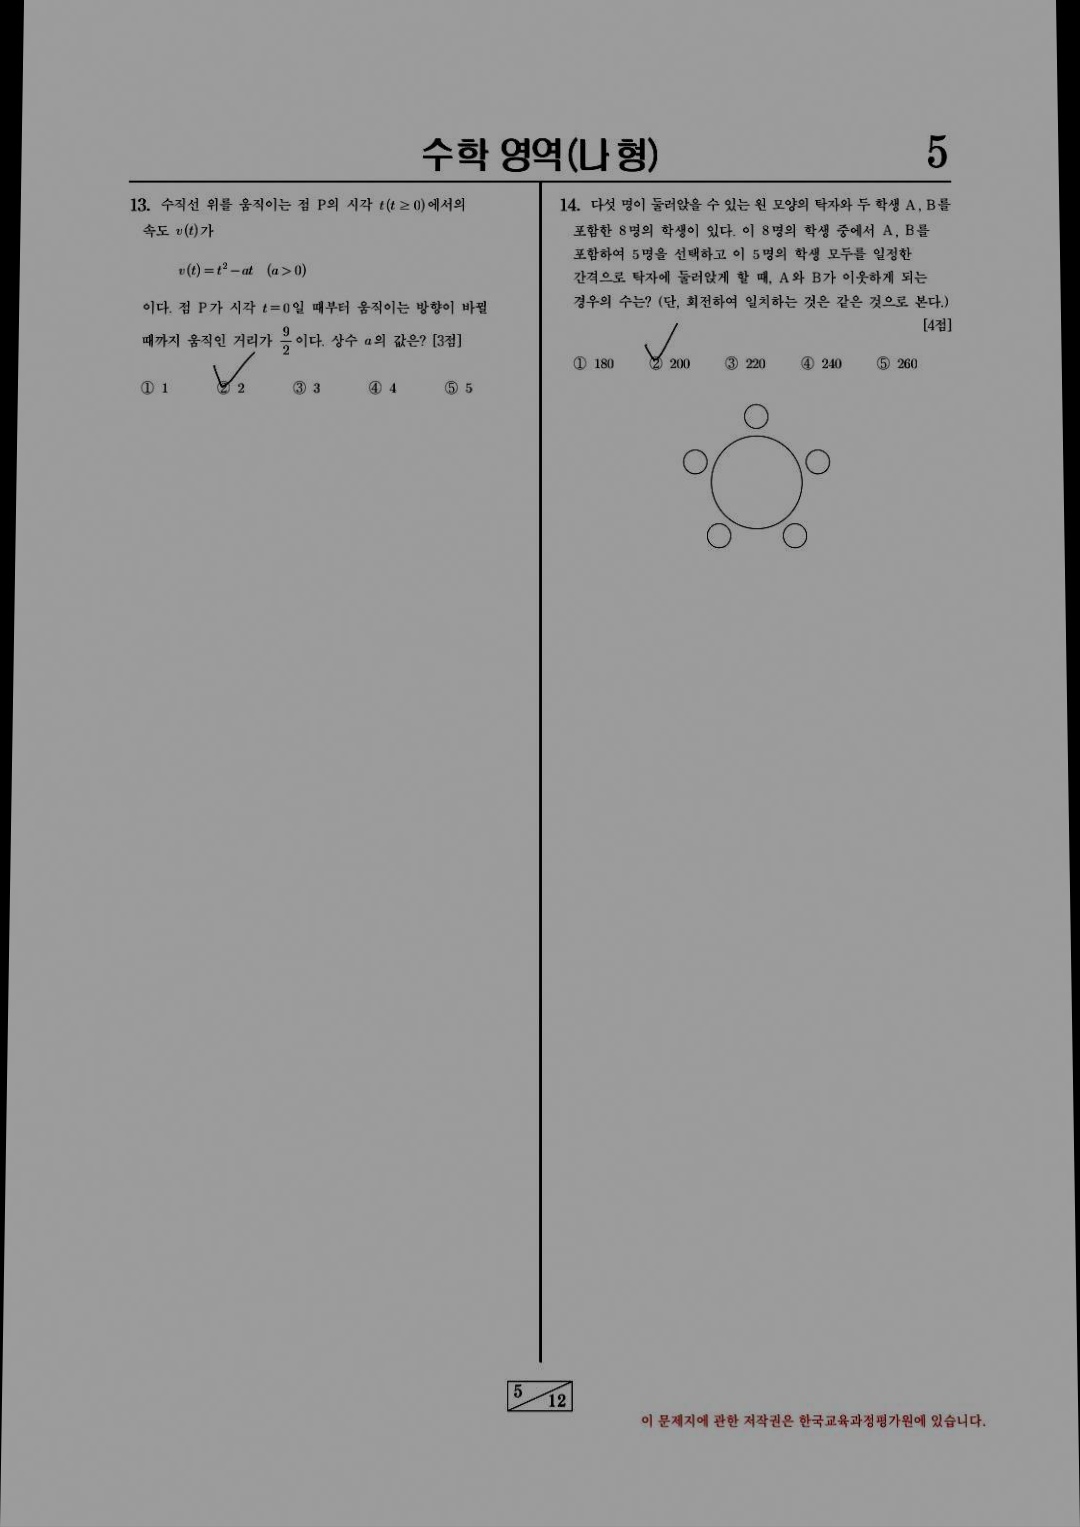 수학 영역(나형)
5
13. 수직선 위를 움직이는 점 P의 시각 t(t≥0)에서의
속도 v(t)가
v(t)=t²-at (a>0)
이다. 점 P가 시각 t=0일 때부터 움직이는 방향이 바뀔
때까지 움직인 거리가 9/2이다. 상수 a의 값은? [3점]
① 1 ② 2 ③ 3 ④ 4 ⑤ 5
14. 다섯 명이 둘러앉을 수 있는 원 모양의 탁자와 두 학생 A, B를
포함한 8명의 학생이 있다. 이 8명의 학생 중에서 A, B를
포함하여 5명을 선택하고 이 5명의 학생 모두를 일정한
간격으로 탁자에 둘러앉게 할 때, A와 B가 이웃하게 되는
경우의 수는? (단, 회전하여 일치하는 것은 같은 것으로 본다.)
[4점]
① 180 ② 200 ③ 220 ④ 240 ⑤ 260
5
12
이 문제지에 관한 저작권은 한국교육과정평가원에 있습니다.